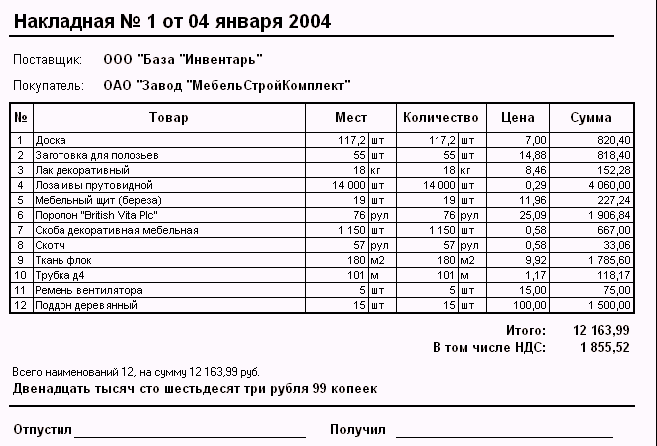 Накладная № 1 от 04 января 2004
Поставщик: ООО "База "Инвентарь"
Покупатель: ОАО "Завод "МебельСтройКомплект"
№ Товар Мест Количество Цена Сумма
1 Доска 117,2 шт 117,2 шт 7,00 820,40
2 Заготовка для полозьев 55 шт 55 шт 14,88 818,40
3 Лак декоративный 18 кг 18 кг 8,46 152,28
4 Лоза ивы прутовидной 14 000 шт 14 000 шт 0,29 4 060,00
5 Мебельный щит (береза) 19 шт 19 шт 11,96 227,24
6 Поролон "British Vita Plc" 76 рул 76 рул 25,09 1 906,84
7 Скоба декоративная мебельная 1 150 шт 1 150 шт 0,58 667,00
8 Скотч 57 рул 57 рул 0,58 33,06
9 Ткань флок 180 м2 180 м2 9,92 1 785,60
10 Трубка д4 101 м 101 м 1,17 118,17
11 Ремень вентилятора 5 шт 5 шт 15,00 75,00
12 Поддон деревянный 15 шт 15 шт 100,00 1 500,00
Итого: 12 163,99
В том числе НДС: 1 855,52
Всего наименований 12, на сумму 12 163,99 руб.
Двенадцать тысяч сто шестьдесят три рубля 99 копеек
Отпустил Получил